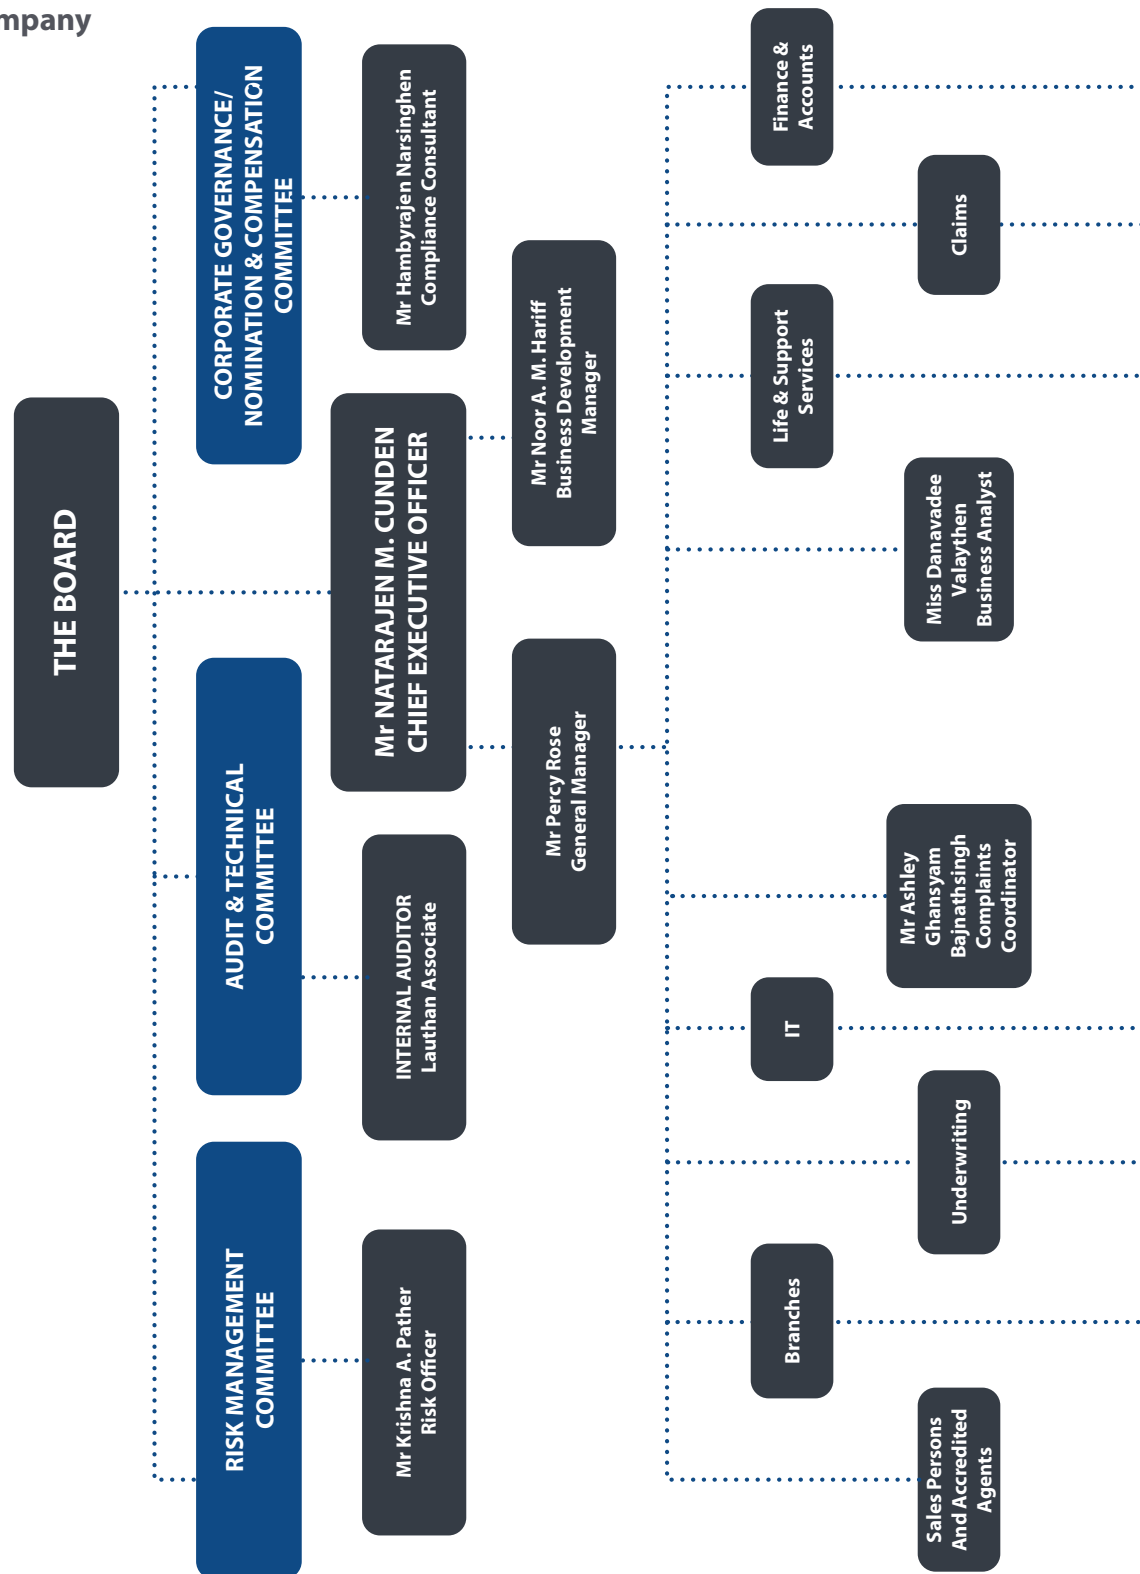 mpany
THE BOARD
RISK MANAGEMENT
COMMITTEE
AUDIT & TECHNICAL
COMMITTEE
CORPORATE GOVERNANCE/
NOMINATION & COMPENSATION
COMMITTEE
Mr Krishna A. Pather
Risk Officer
INTERNAL AUDITOR
Lauthan Associate
Mr NATARAJEN M. CUNDEN
CHIEF EXECUTIVE OFFICER
Mr Hambyrajen Narsinghen
Compliance Consultant
Mr Percy Rose
General Manager
Mr Noor A. M. Hariff
Business Development
Manager
Sales Persons
And Accredited
Agents
Branches
Underwriting
IT
Mr Ashley
Ghansyam
Bajnathsingh
Complaints
Coordinator
Miss Danavadee
Valaythen
Business Analyst
Life & Support
Services
Claims
Finance &
Accounts